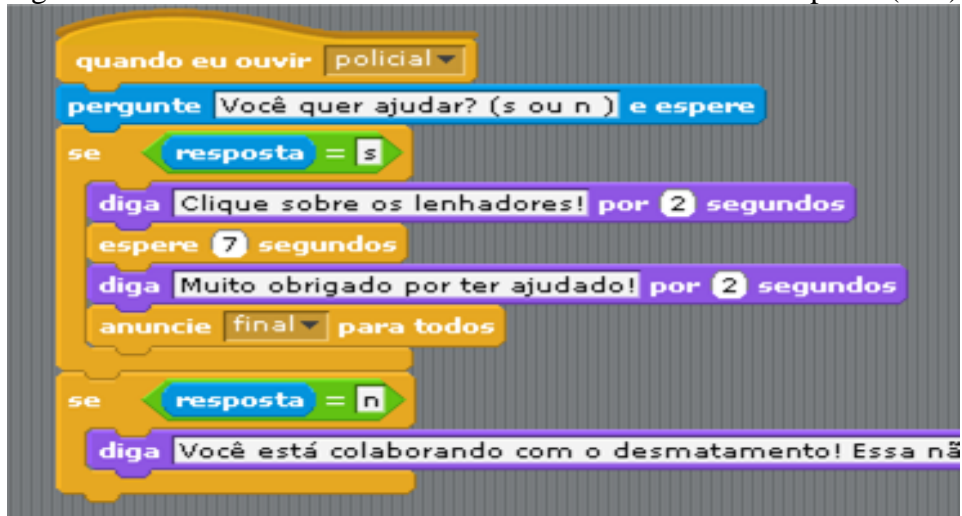 quando eu ouvir policial
pergunte Você quer ajudar? (s ou n ) e espere
se resposta = s
diga Clique sobre os lenhadores! por 2 segundos
espere 7 segundos
diga Muito obrigado por ter ajudado! por 2 segundos
anuncie final para todos
se resposta = n
diga Você está colaborando com o desmatamento! Essa nã